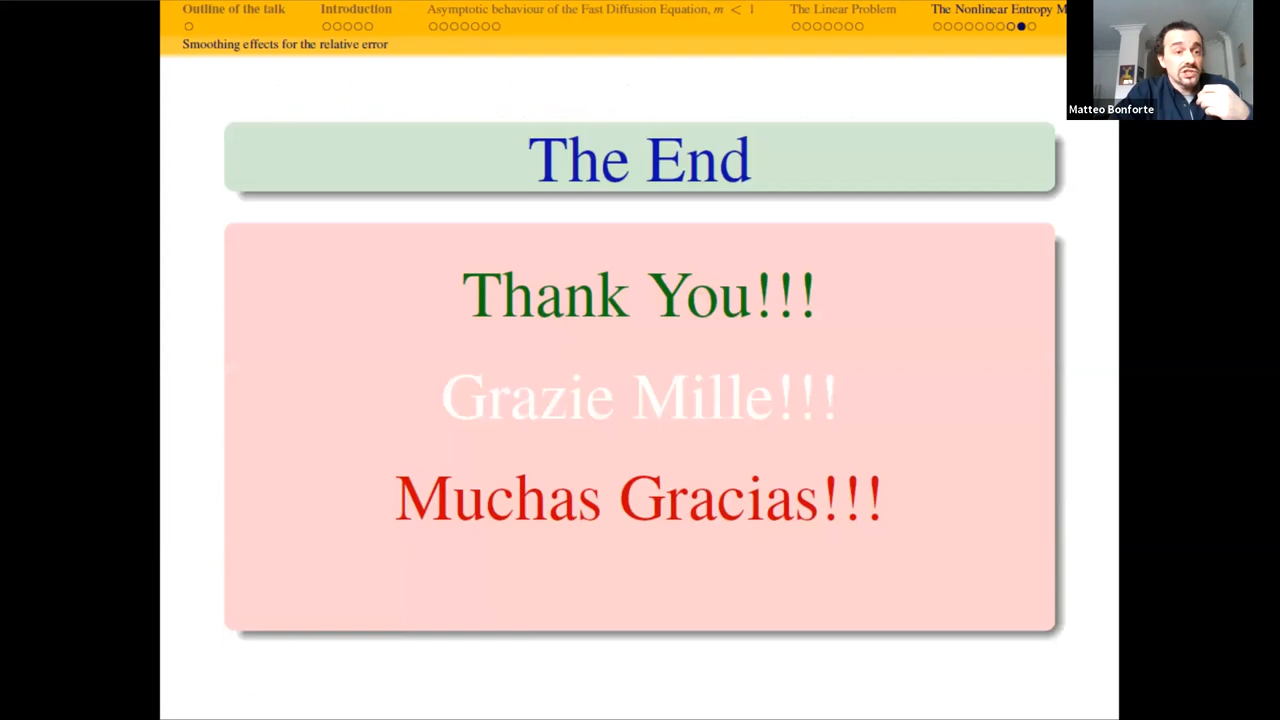 Outline of the talk Introduction Asymptotic behaviour of the Fast Diffusion Equation, m < 1 The Linear Problem The Nonlinear Entropy M
Smoothing effects for the relative error
Matteo Bonforte
The End
Thank You!!!
Grazie Mille!!!
Muchas Gracias!!!